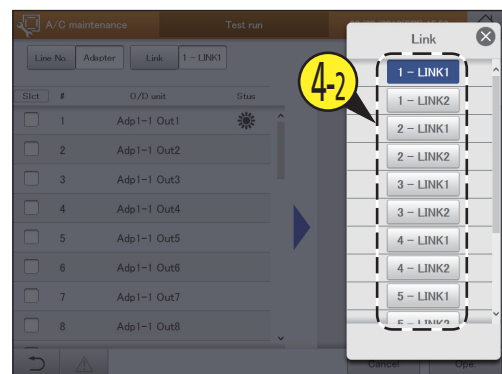 A/C maintenance
Test run
Line No.
Adapter
Link
1 - LINK1
Slct
#
O/D unit
Stus
1
Adp1-1 Out1
2
Adp1-1 Out2
3
Adp1-1 Out3
4
Adp1-1 Out4
5
Adp1-1 Out5
6
Adp1-1 Out6
7
Adp1-1 Out7
8
Adp1-1 Out8
Cancel
Ope.
Link
4-2
1 - LINK1
1 - LINK2
2 - LINK1
2 - LINK2
3 - LINK1
3 - LINK2
4 - LINK1
4 - LINK2
5 - LINK1
5 - LINK2